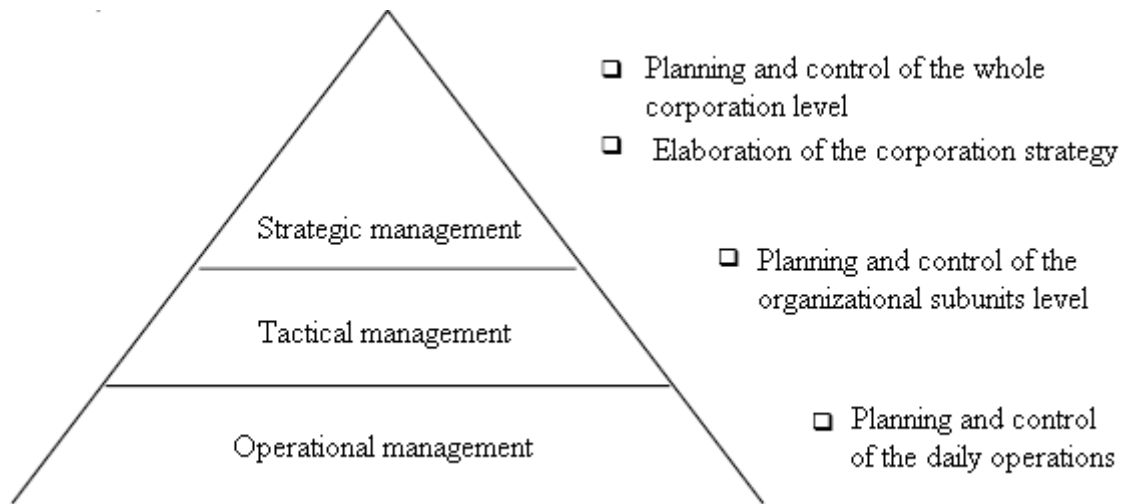 Planning and control of the whole
corporation level
Elaboration of the corporation strategy
Strategic management
Planning and control of the
organizational subunits level
Tactical management
Planning and control
of the daily operations
Operational management